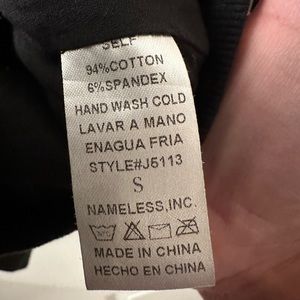 SELF
94%COTTON
6%SPANDEX
HAND WASH COLD
LAVAR A MANO
ENAGUA FRIA
STYLE#J5113
S
NAMELESS,INC.
MADE IN CHINA
HECHO EN CHINA